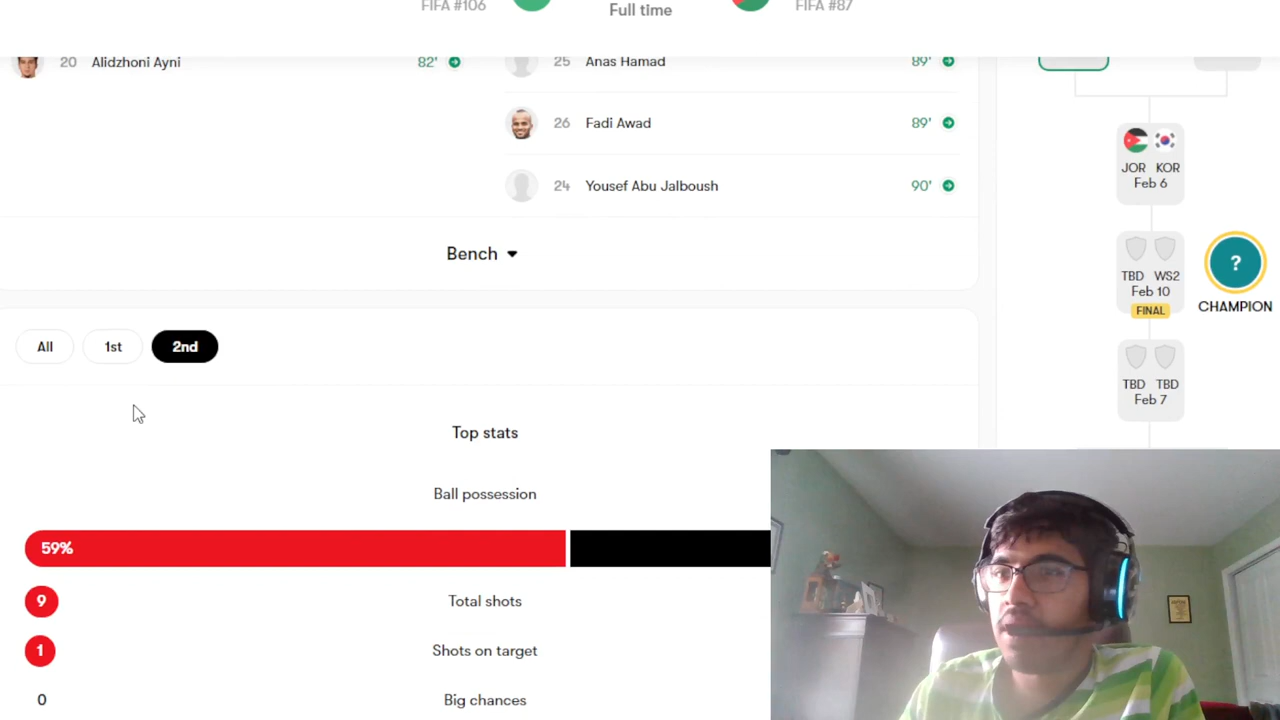 FIFA #106
Full time
FIFA #87
20 Alidzhoni Ayni 82'
25 Anas Hamad 89'
26 Fadi Awad 89'
24 Yousef Abu Jalboush 90'
Bench
JOR KOR
Feb 6
TBD WS2
Feb 10
FINAL
?
CHAMPION
TBD TBD
Feb 7
All 1st 2nd
Top stats
Ball possession
59%
9 Total shots
1 Shots on target
0 Big chances